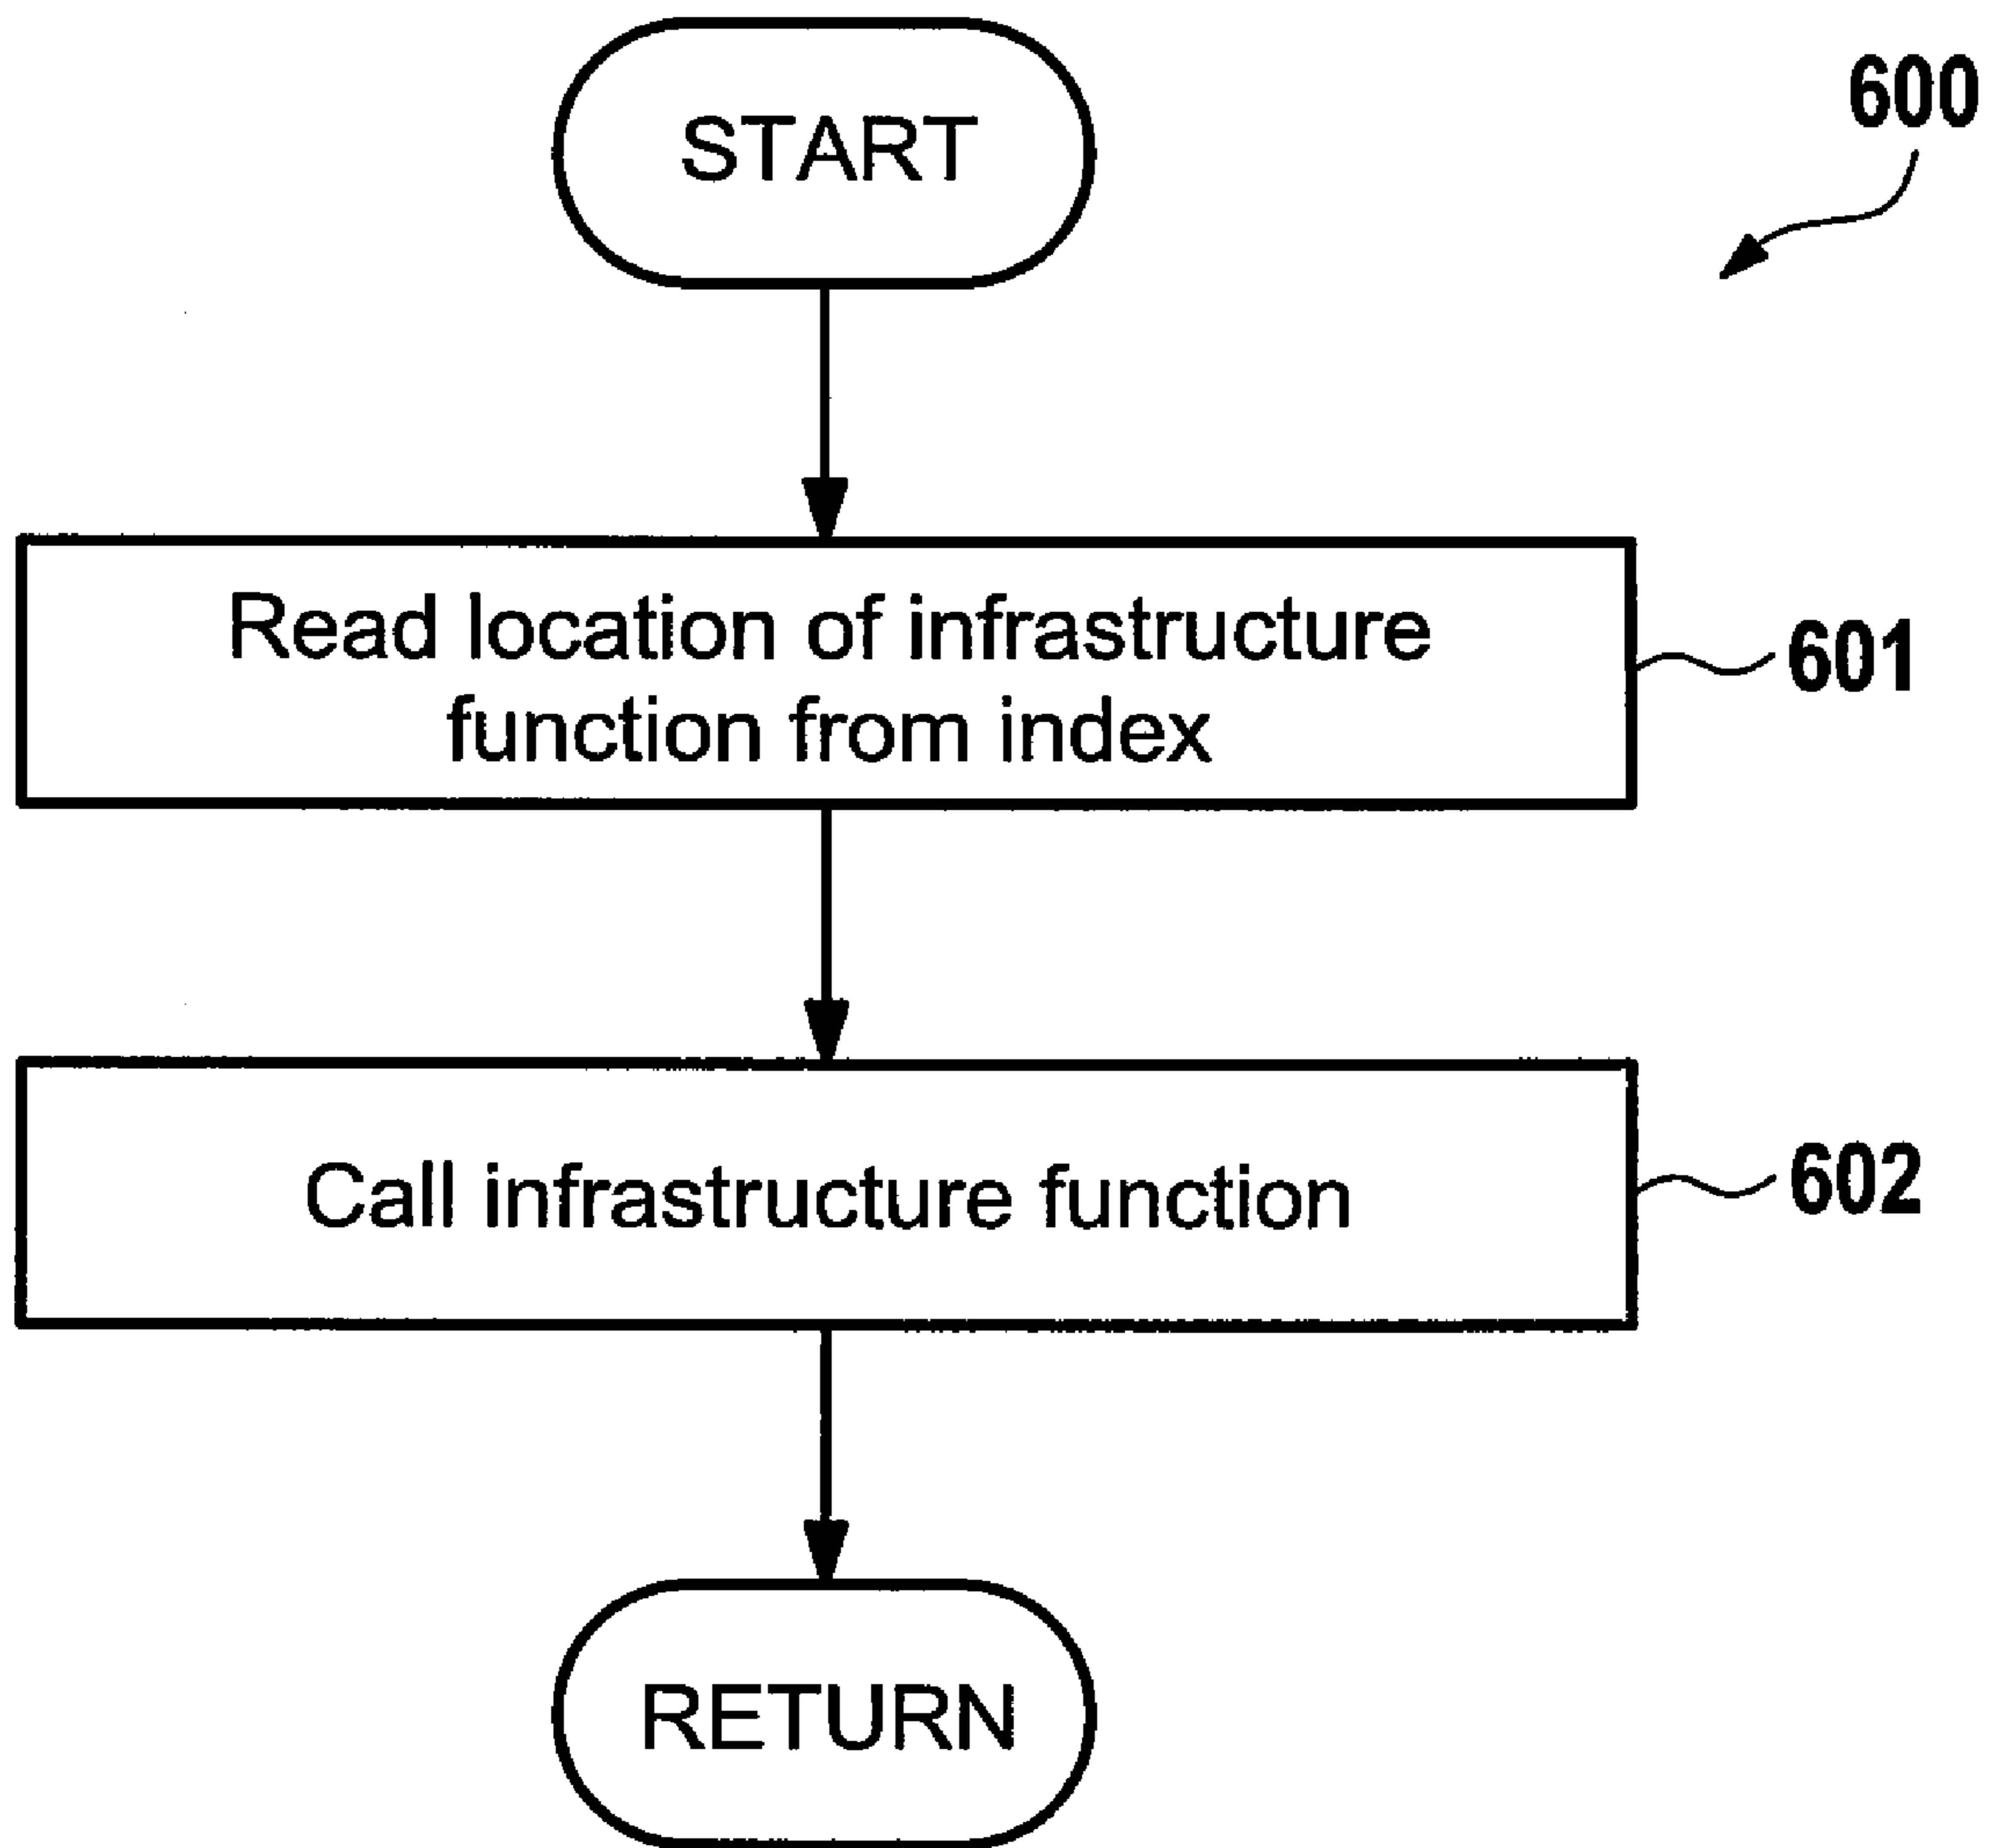 START
600
Read location of infrastructure
function from index
601
Call infrastructure function
602
RETURN